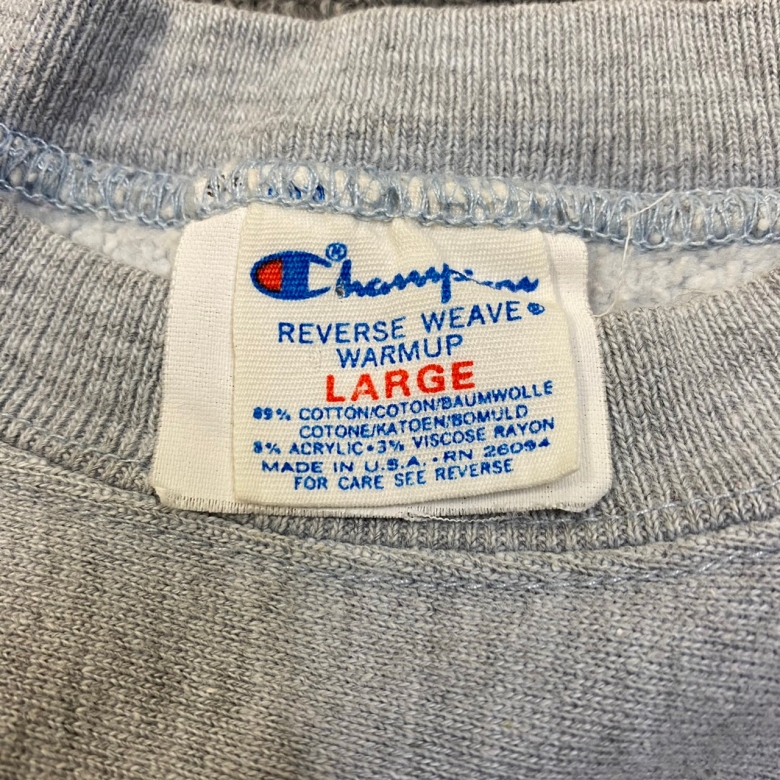 Champion®
REVERSE WEAVE®
WARMUP
LARGE
89% COTTON/COTON/BAUMWOLLE
COTONE/KATOEN/BOMULD
8% ACRYLIC • 3% VISCOSE RAYON
MADE IN U.S.A. • RN 26094
FOR CARE SEE REVERSE